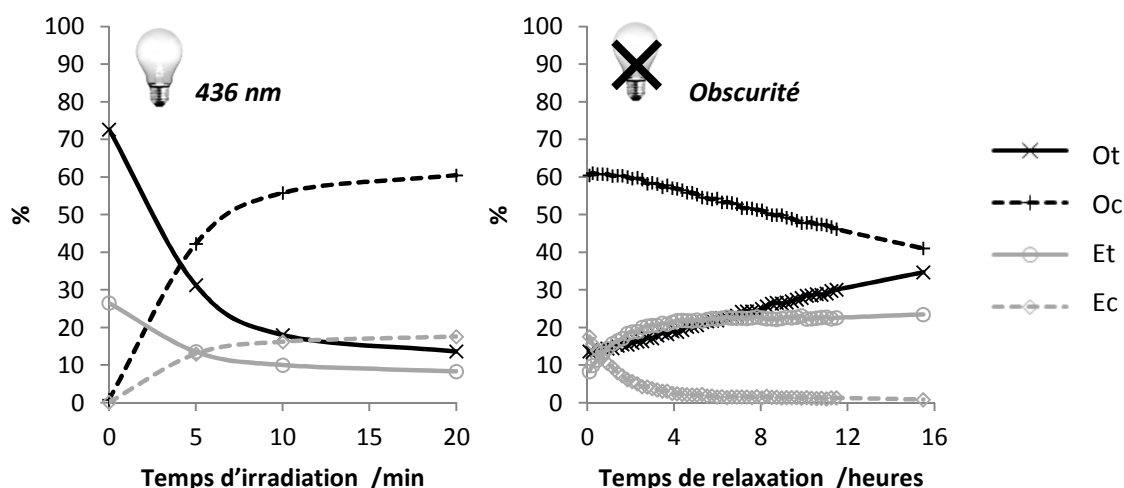 100
90
80
70
60
50
40
30
20
10
0
%
0 5 10 15 20
Temps d'irradiation /min
436 nm
100
90
80
70
60
50
40
30
20
10
0
%
0 4 8 12 16
Temps de relaxation /heures
Obscurité
Ot
Oc
Et
Ec